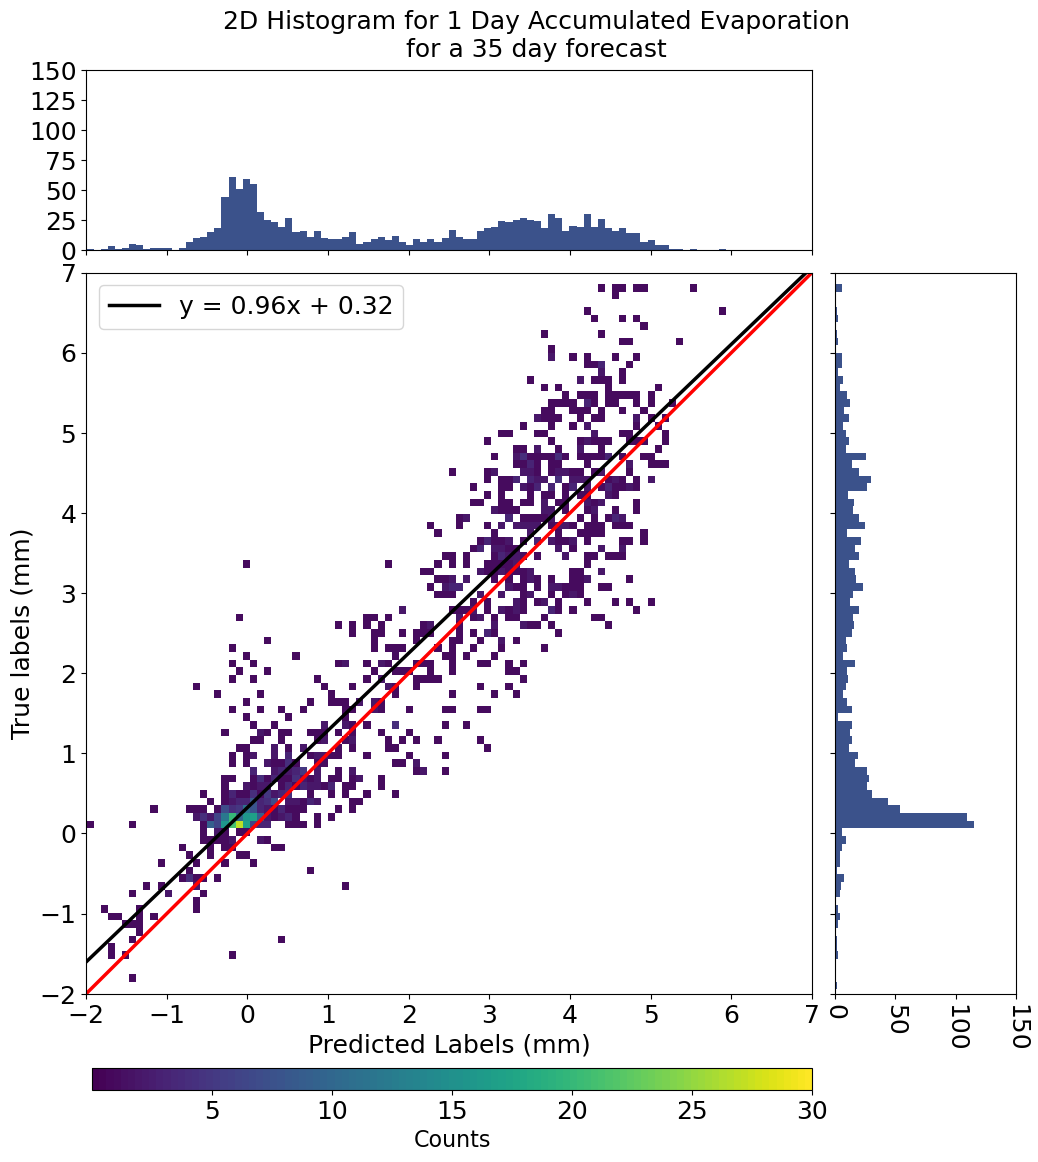 2D Histogram for 1 Day Accumulated Evaporation
for a 35 day forecast
150
125
100
75
50
25
0
7
6
5
4
3
2
1
0
−1
−2
True labels (mm)
y = 0.96x + 0.32
−2 −1 0 1 2 3 4 5 6 7
Predicted Labels (mm)
0 50 100 150
5 10 15 20 25 30
Counts